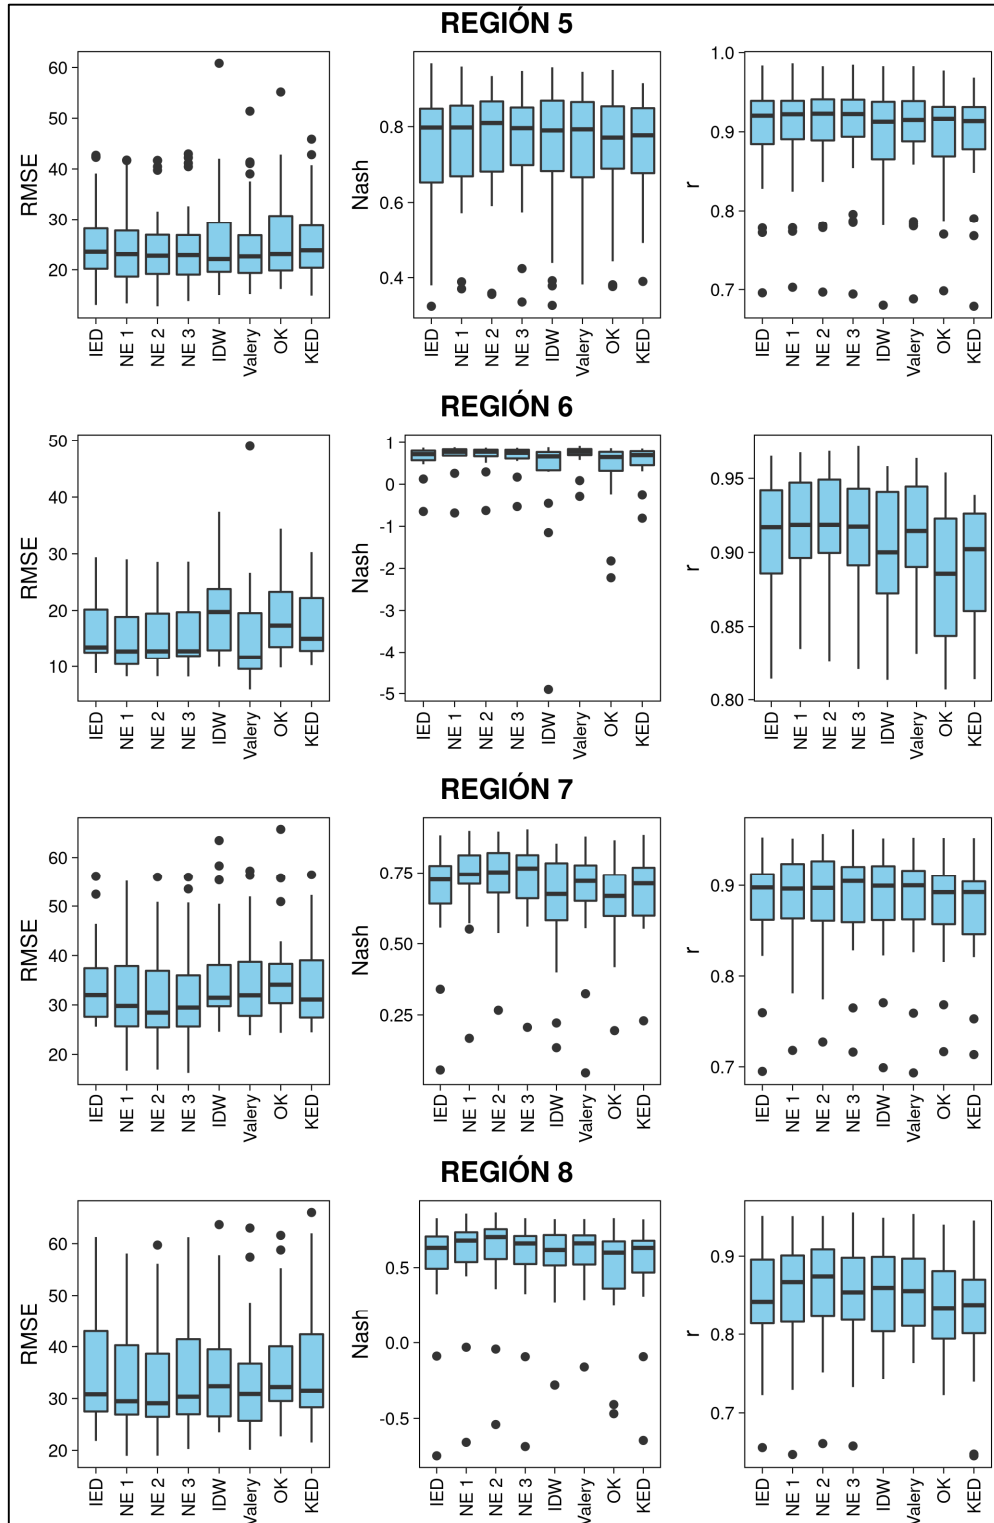 REGIÓN 5
RMSE
60
50
40
30
20
IED
NE 1
NE 2
NE 3
IDW
Valery
OK
KED
Nash
0.8
0.6
0.4
IED
NE 1
NE 2
NE 3
IDW
Valery
OK
KED
r
1.0
0.9
0.8
0.7
IED
NE 1
NE 2
NE 3
IDW
Valery
OK
KED
REGIÓN 6
RMSE
50
40
30
20
10
IED
NE 1
NE 2
NE 3
IDW
Valery
OK
KED
Nash
1
0
-1
-2
-3
-4
-5
IED
NE 1
NE 2
NE 3
IDW
Valery
OK
KED
r
0.95
0.90
0.85
0.80
IED
NE 1
NE 2
NE 3
IDW
Valery
OK
KED
REGIÓN 7
RMSE
60
50
40
30
20
IED
NE 1
NE 2
NE 3
IDW
Valery
OK
KED
Nash
0.75
0.50
0.25
IED
NE 1
NE 2
NE 3
IDW
Valery
OK
KED
r
0.9
0.8
0.7
IED
NE 1
NE 2
NE 3
IDW
Valery
OK
KED
REGIÓN 8
RMSE
60
50
40
30
20
IED
NE 1
NE 2
NE 3
IDW
Valery
OK
KED
Nash
0.5
0.0
-0.5
IED
NE 1
NE 2
NE 3
IDW
Valery
OK
KED
r
0.9
0.8
0.7
IED
NE 1
NE 2
NE 3
IDW
Valery
OK
KED